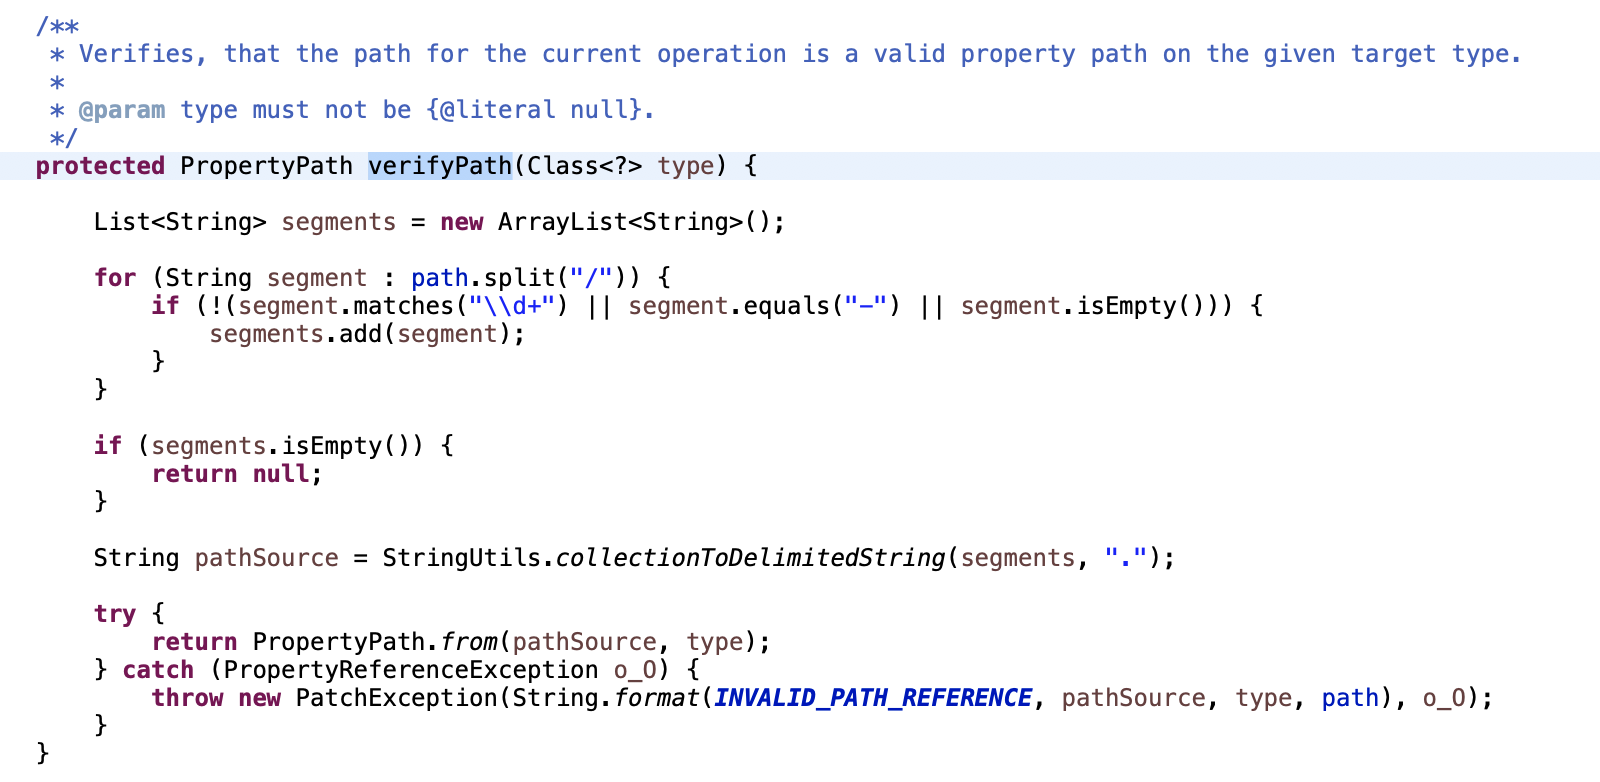 /**
 * Verifies, that the path for the current operation is a valid property path on the given target type.
 *
 * @param type must not be {@literal null}.
 */
protected PropertyPath verifyPath(Class<?> type) {
    List<String> segments = new ArrayList<String>();
    for (String segment : path.split("/")) {
        if (!(segment.matches("\\d+") || segment.equals("-") || segment.isEmpty())) {
            segments.add(segment);
        }
    }
    if (segments.isEmpty()) {
        return null;
    }
    String pathSource = StringUtils.collectionToDelimitedString(segments, ".");
    try {
        return PropertyPath.from(pathSource, type);
    } catch (PropertyReferenceException o_O) {
        throw new PatchException(String.format(INVALID_PATH_REFERENCE, pathSource, type, path), o_O);
    }
}